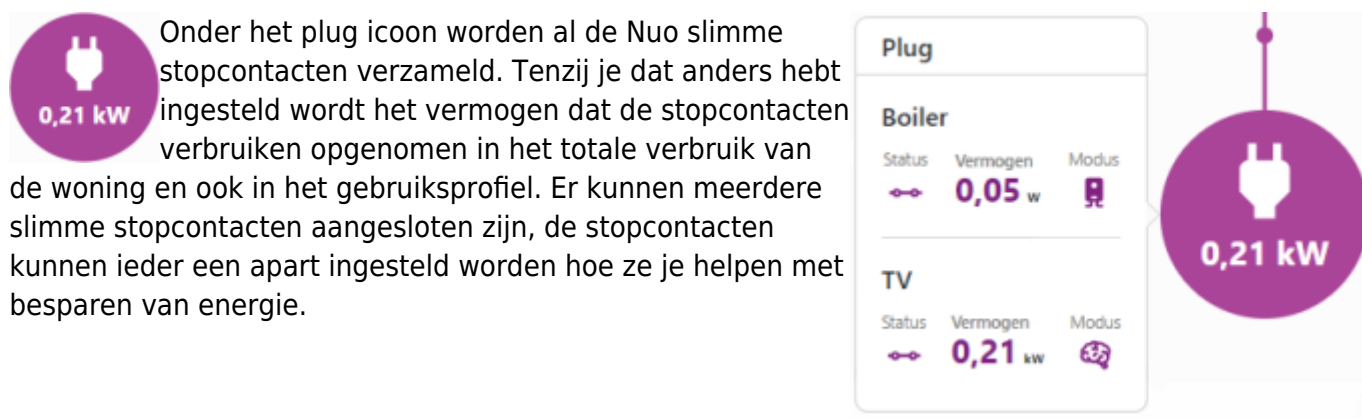 0,21 kW
Onder het plug icoon worden al de Nuo slimme
stopcontacten verzameld. Tenzij je dat anders hebt
ingesteld wordt het vermogen dat de stopcontacten
verbruiken opgenomen in het totale verbruik van
de woning en ook in het gebruiksprofiel. Er kunnen meerdere
slimme stopcontacten aangesloten zijn, de stopcontacten
kunnen ieder een apart ingesteld worden hoe ze je helpen met
besparen van energie.
Plug
Boiler
Status Vermogen Modus
0,05 w
TV
Status Vermogen Modus
0,21 kW
0,21 kW